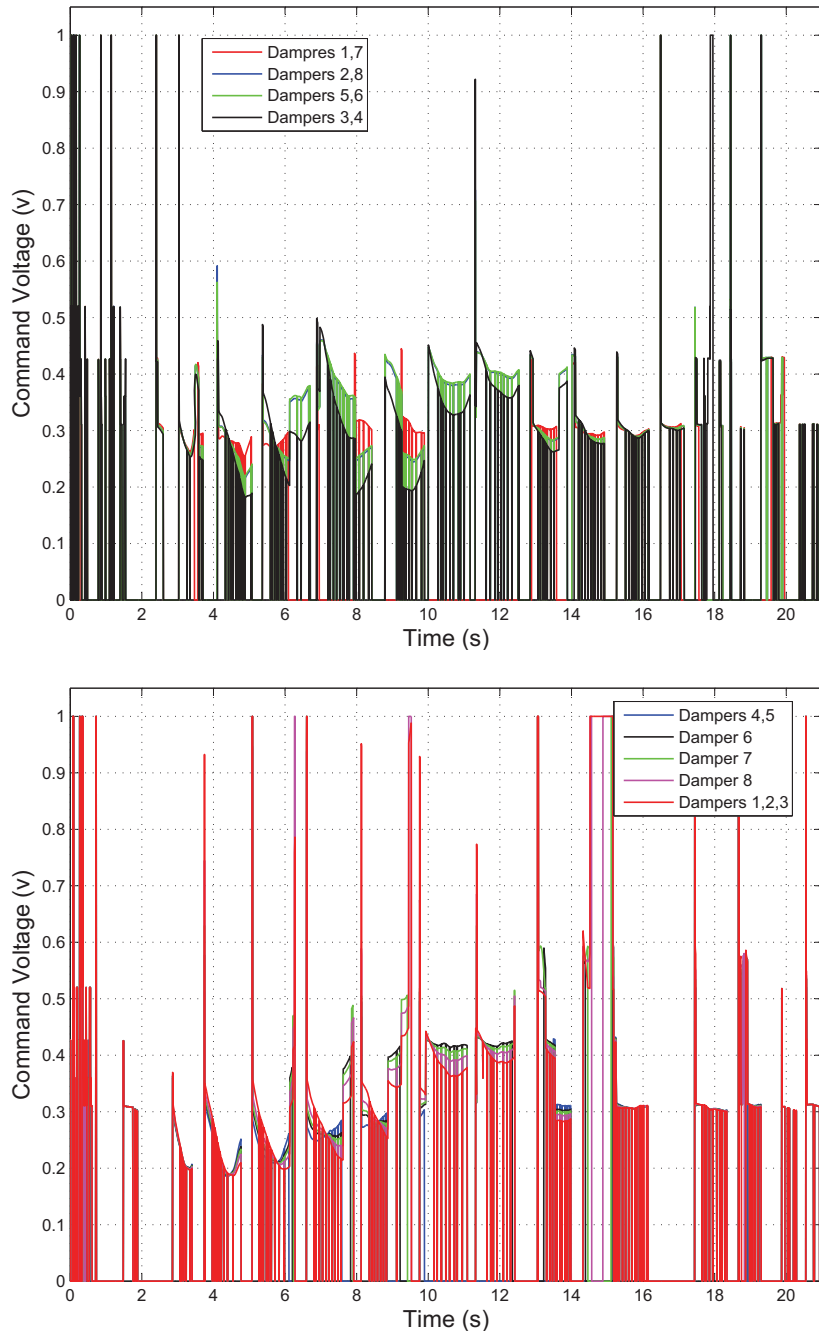 1
0.9
0.8
0.7
0.6
0.5
0.4
0.3
0.2
0.1
0
Command Voltage (v)
Dampres 1,7
Dampers 2,8
Dampers 5,6
Dampers 3,4
0 2 4 6 8 10 12 14 16 18 20
Time (s)
1
0.9
0.8
0.7
0.6
0.5
0.4
0.3
0.2
0.1
0
Command Voltage (v)
Dampers 4,5
Damper 6
Damper 7
Damper 8
Dampers 1,2,3
0 2 4 6 8 10 12 14 16 18 20
Time (s)